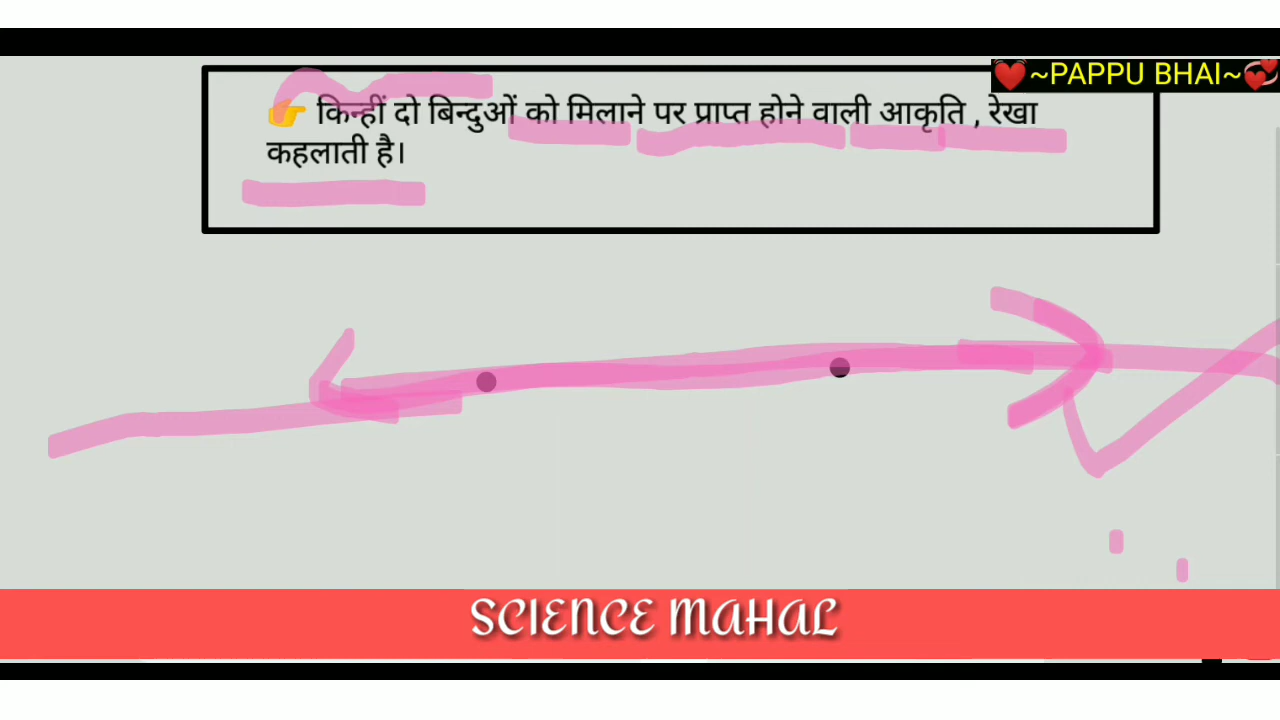 ❤️~PAPPU BHAI~💞
👉 किन्हीं दो बिन्दुओं को मिलाने पर प्राप्त होने वाली आकृति , रेखा
कहलाती है।
SCIENCE MAHAL